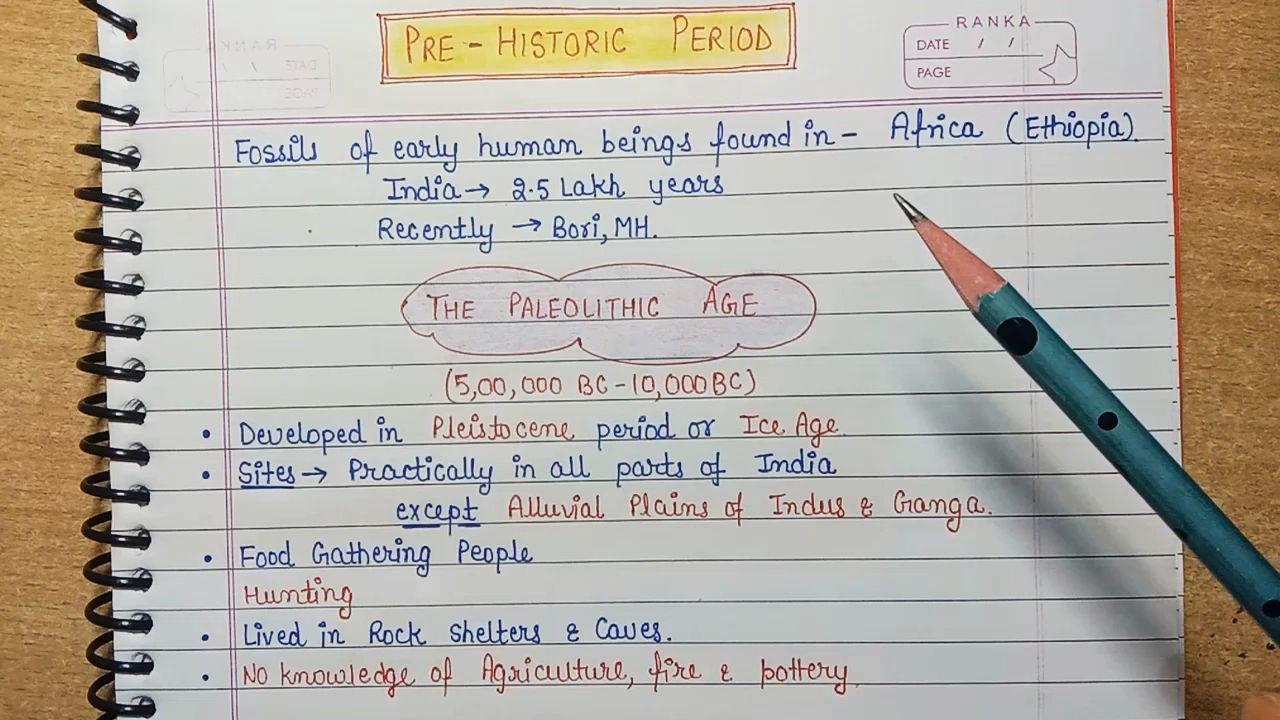 PRE-HISTORIC PERIOD
RANKA
DATE / /
PAGE
Fossils of early human beings found in - Africa (Ethiopia)
India → 2.5 Lakh years
Recently → Bori, MH.
THE PALEOLITHIC AGE
(5,00,000 BC - 10,000 BC)
• Developed in Pleistocene period or Ice Age
• Sites → Practically in all parts of India
except Alluvial Plains of Indus & Ganga.
• Food Gathering People
Hunting
• Lived in Rock shelters & Caves.
• No knowledge of Agriculture, fire & pottery